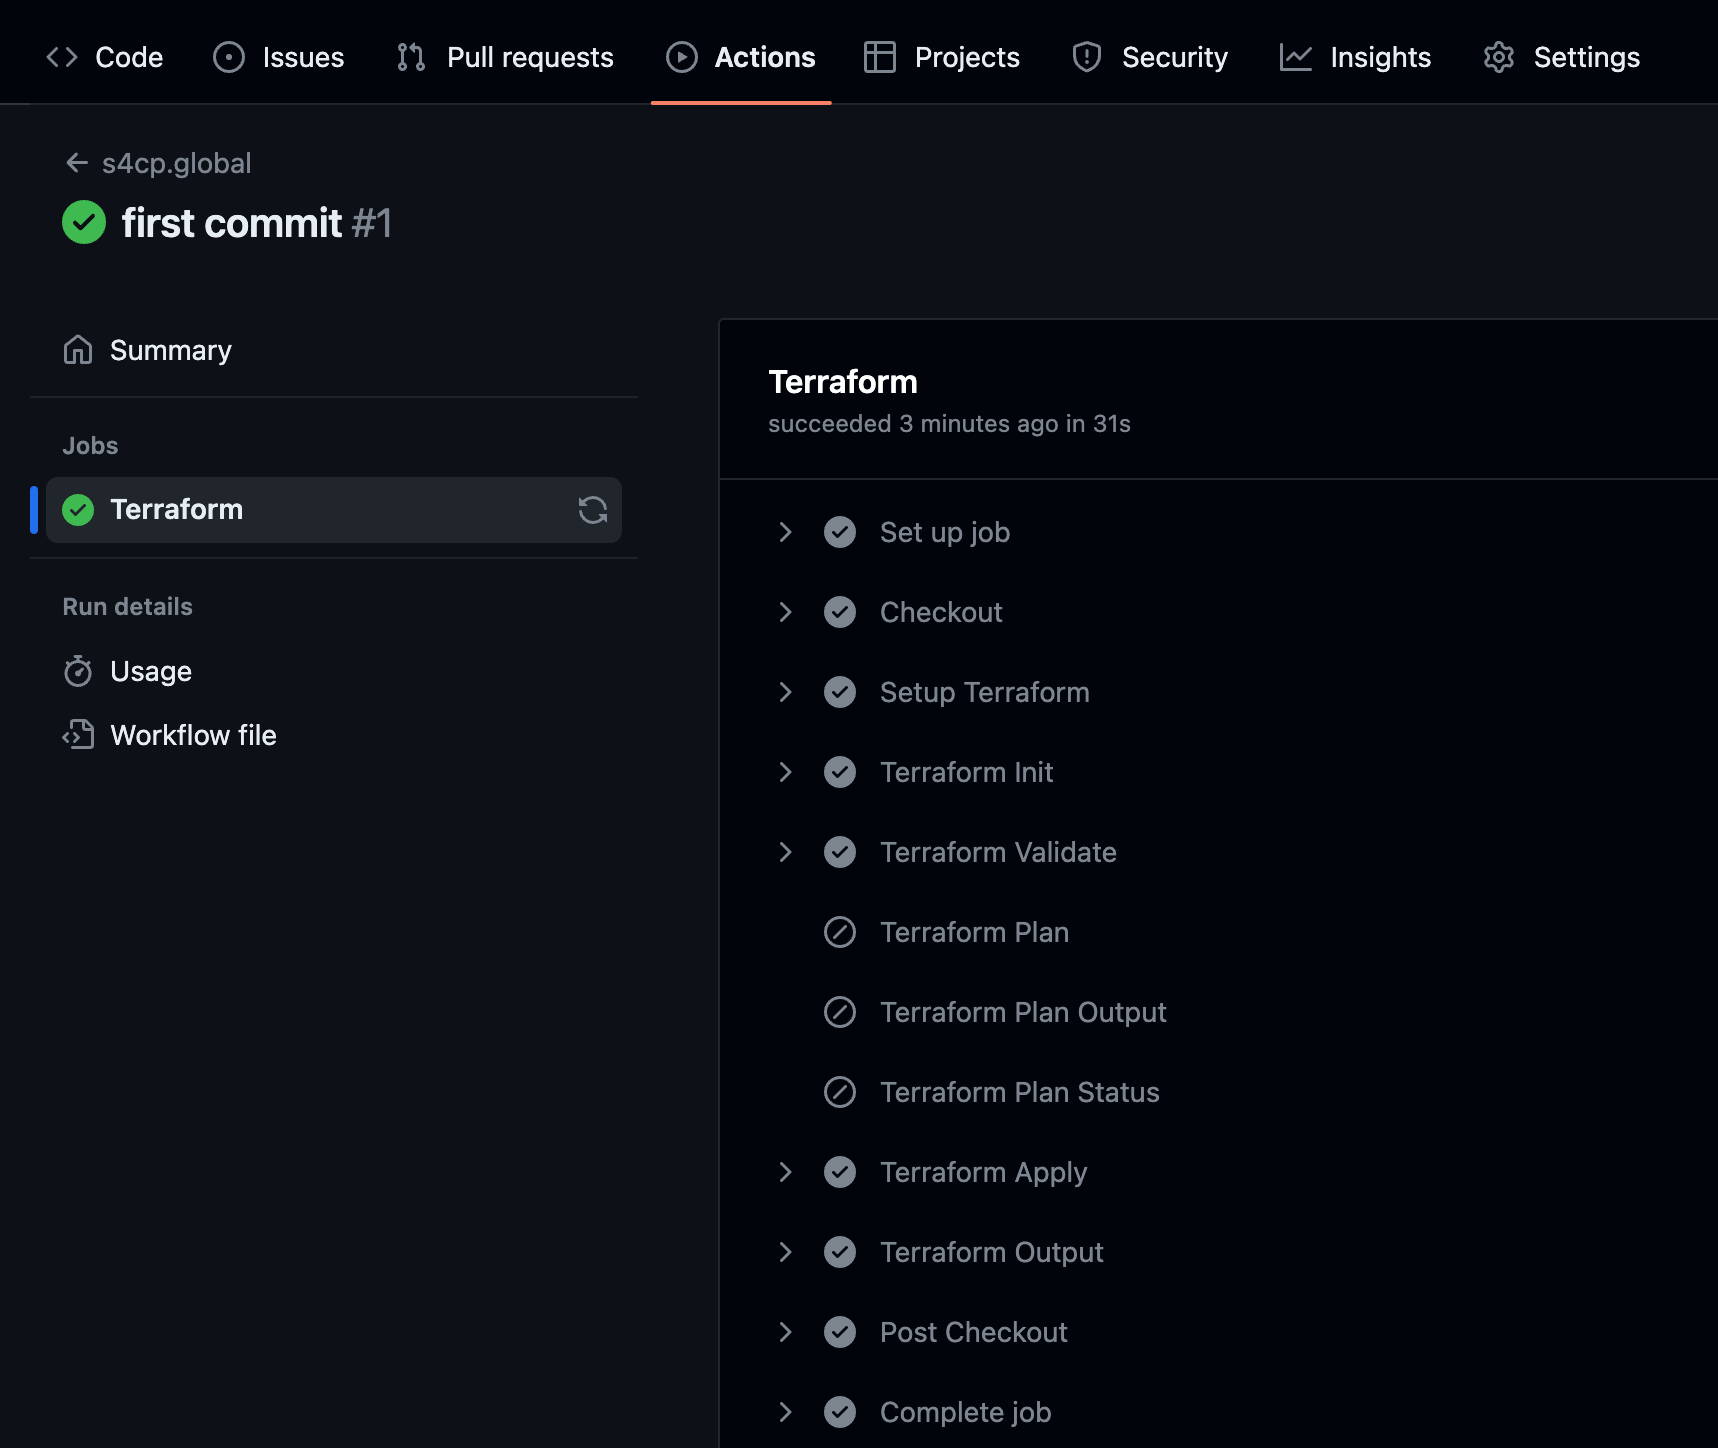 Code Issues Pull requests Actions Projects Security Insights Settings
s4cp.global
first commit #1
Summary
Jobs
Terraform
Run details
Usage
Workflow file
Terraform
succeeded 3 minutes ago in 31s
Set up job
Checkout
Setup Terraform
Terraform Init
Terraform Validate
Terraform Plan
Terraform Plan Output
Terraform Plan Status
Terraform Apply
Terraform Output
Post Checkout
Complete job